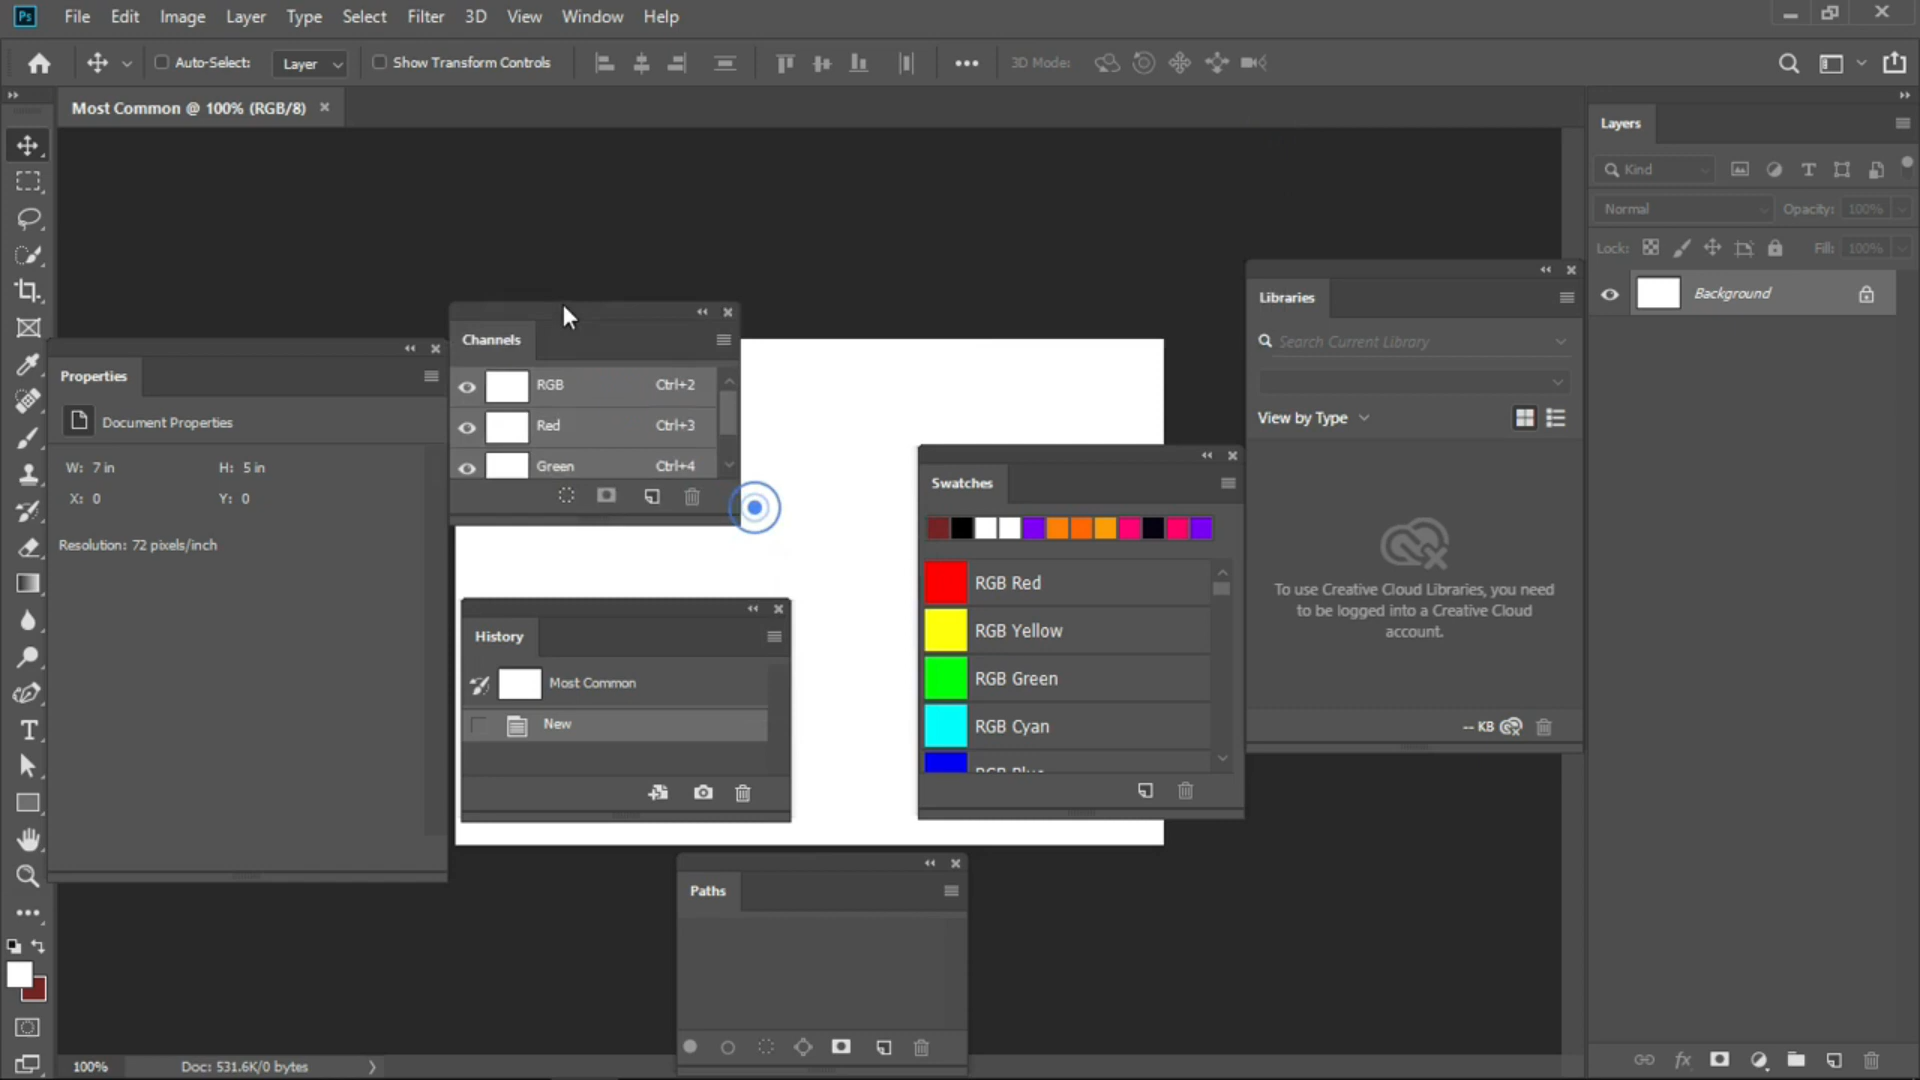 Ps File Edit Image Layer Type Select Filter 3D View Window Help
Auto-Select: Layer Show Transform Controls 3D Mode:
Most Common @ 100% (RGB/8)
Layers
Kind
Normal Opacity: 100%
Lock: Fill: 100%
Background
Libraries
Search Current Library
View by Type
To use Creative Cloud Libraries, you need
to be logged into a Creative Cloud
account.
-- KB
Channels
RGB Ctrl+2
Red Ctrl+3
Green Ctrl+4
Properties
Document Properties
W: 7 in H: 5 in
X: 0 Y: 0
Resolution: 72 pixels/inch
Swatches
RGB Red
RGB Yellow
RGB Green
RGB Cyan
RGB Blue
History
Most Common
New
Paths
100% Doc: 531.6K/0 bytes